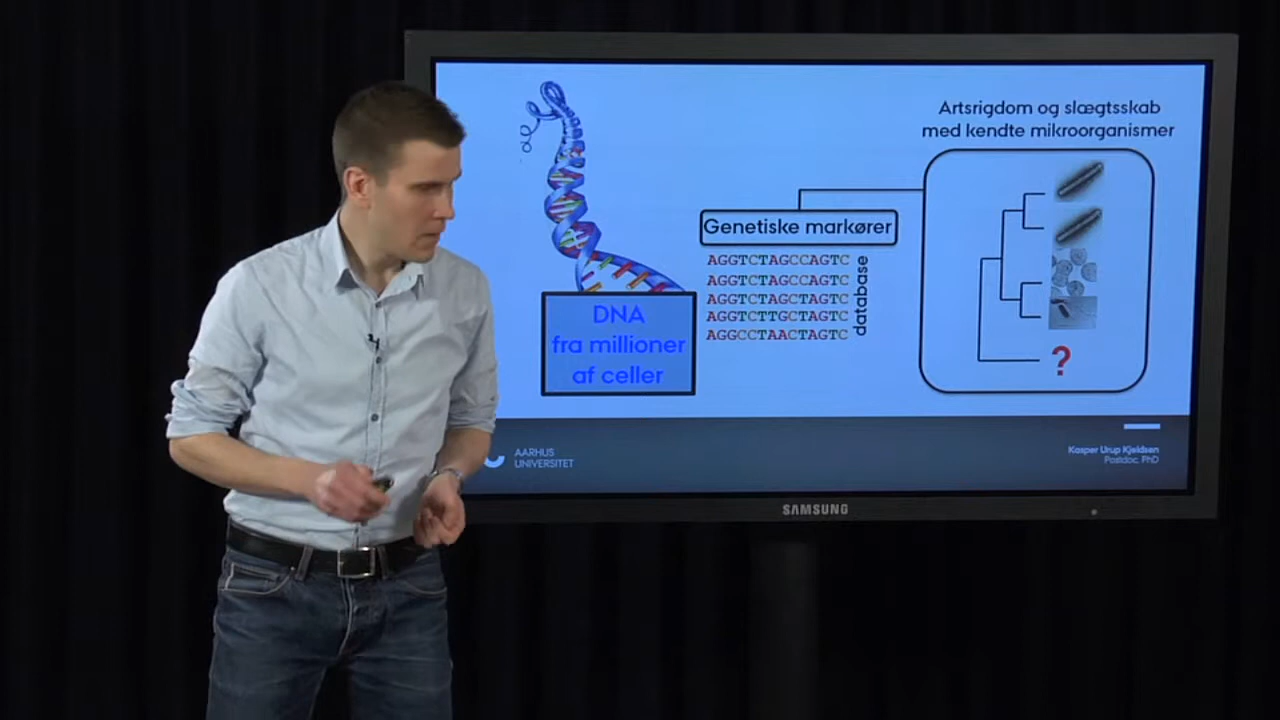 Artsrigdom og slægtsskab
med kendte mikroorganismer
Genetiske markører
AGGTCTAGCCAGTC
AGGTCTAGCCAGTC
AGGTCTAGCTAGTC
AGGTCTTGCTAGTC
AGGCCTAACTAGTC
database
DNA
fra millioner
af celler
?
AARHUS
UNIVERSITET
Kasper Urup Kjeldsen
Postdoc, PhD
SAMSUNG